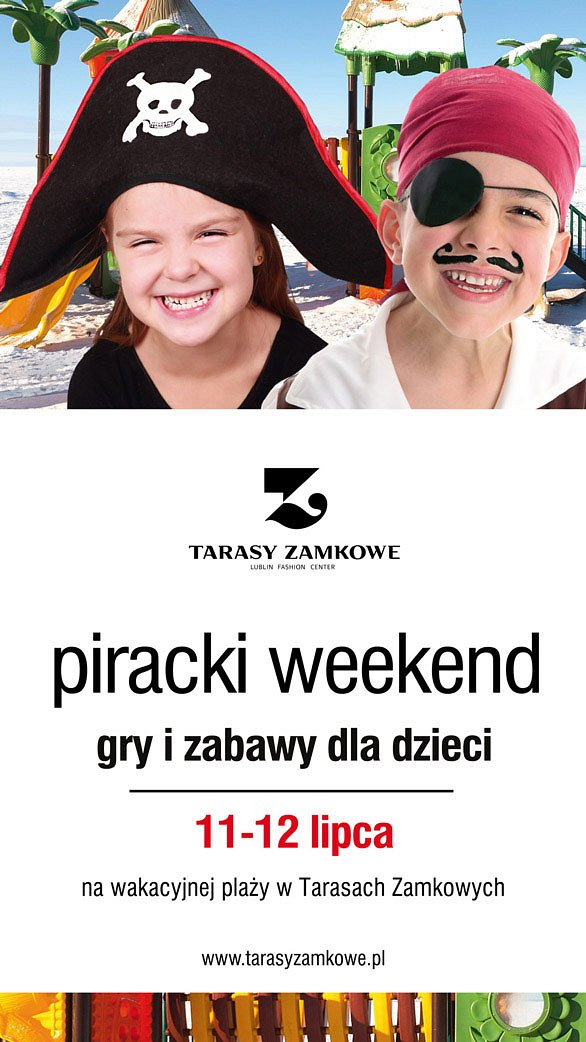 TARASY ZAMKOWE
LUBLIN FASHION CENTER
piracki weekend
gry i zabawy dla dzieci
11-12 lipca
na wakacyjnej plaży w Tarasach Zamkowych
www.tarasyzamkowe.pl